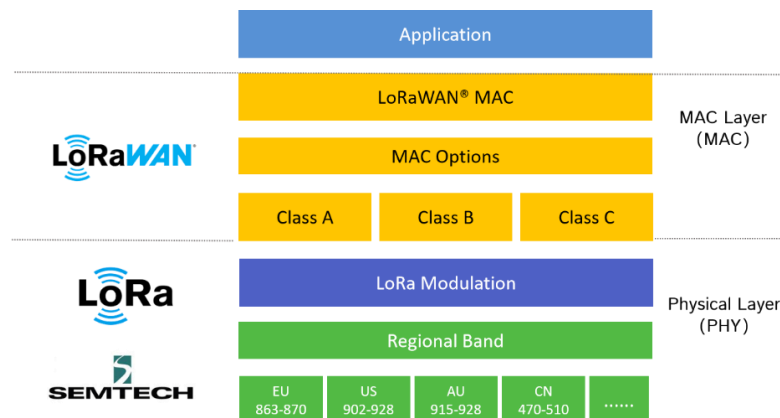 Application
LoRaWAN® MAC
MAC Layer
(MAC)
LoRaWAN®
MAC Options
Class A
Class B
Class C
LoRa
LoRa Modulation
Physical Layer
(PHY)
Regional Band
SEMTECH
EU
863-870
US
902-928
AU
915-928
CN
470-510
......